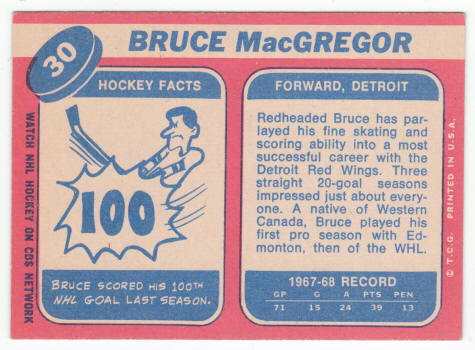 30
BRUCE MacGREGOR
HOCKEY FACTS
100
BRUCE SCORED HIS 100TH
NHL GOAL LAST SEASON.
FORWARD, DETROIT
Redheaded Bruce has par-
layed his fine skating and
scoring ability into a most
successful career with the
Detroit Red Wings. Three
straight 20-goal seasons
impressed just about every-
one. A native of Western
Canada, Bruce played his
first pro season with Ed-
monton, then of the WHL.
1967-68 RECORD
GP G A PTS PEN
71 15 24 39 13
WATCH NHL HOCKEY ON CBS NETWORK
© T.C.G. PRINTED IN U.S.A.